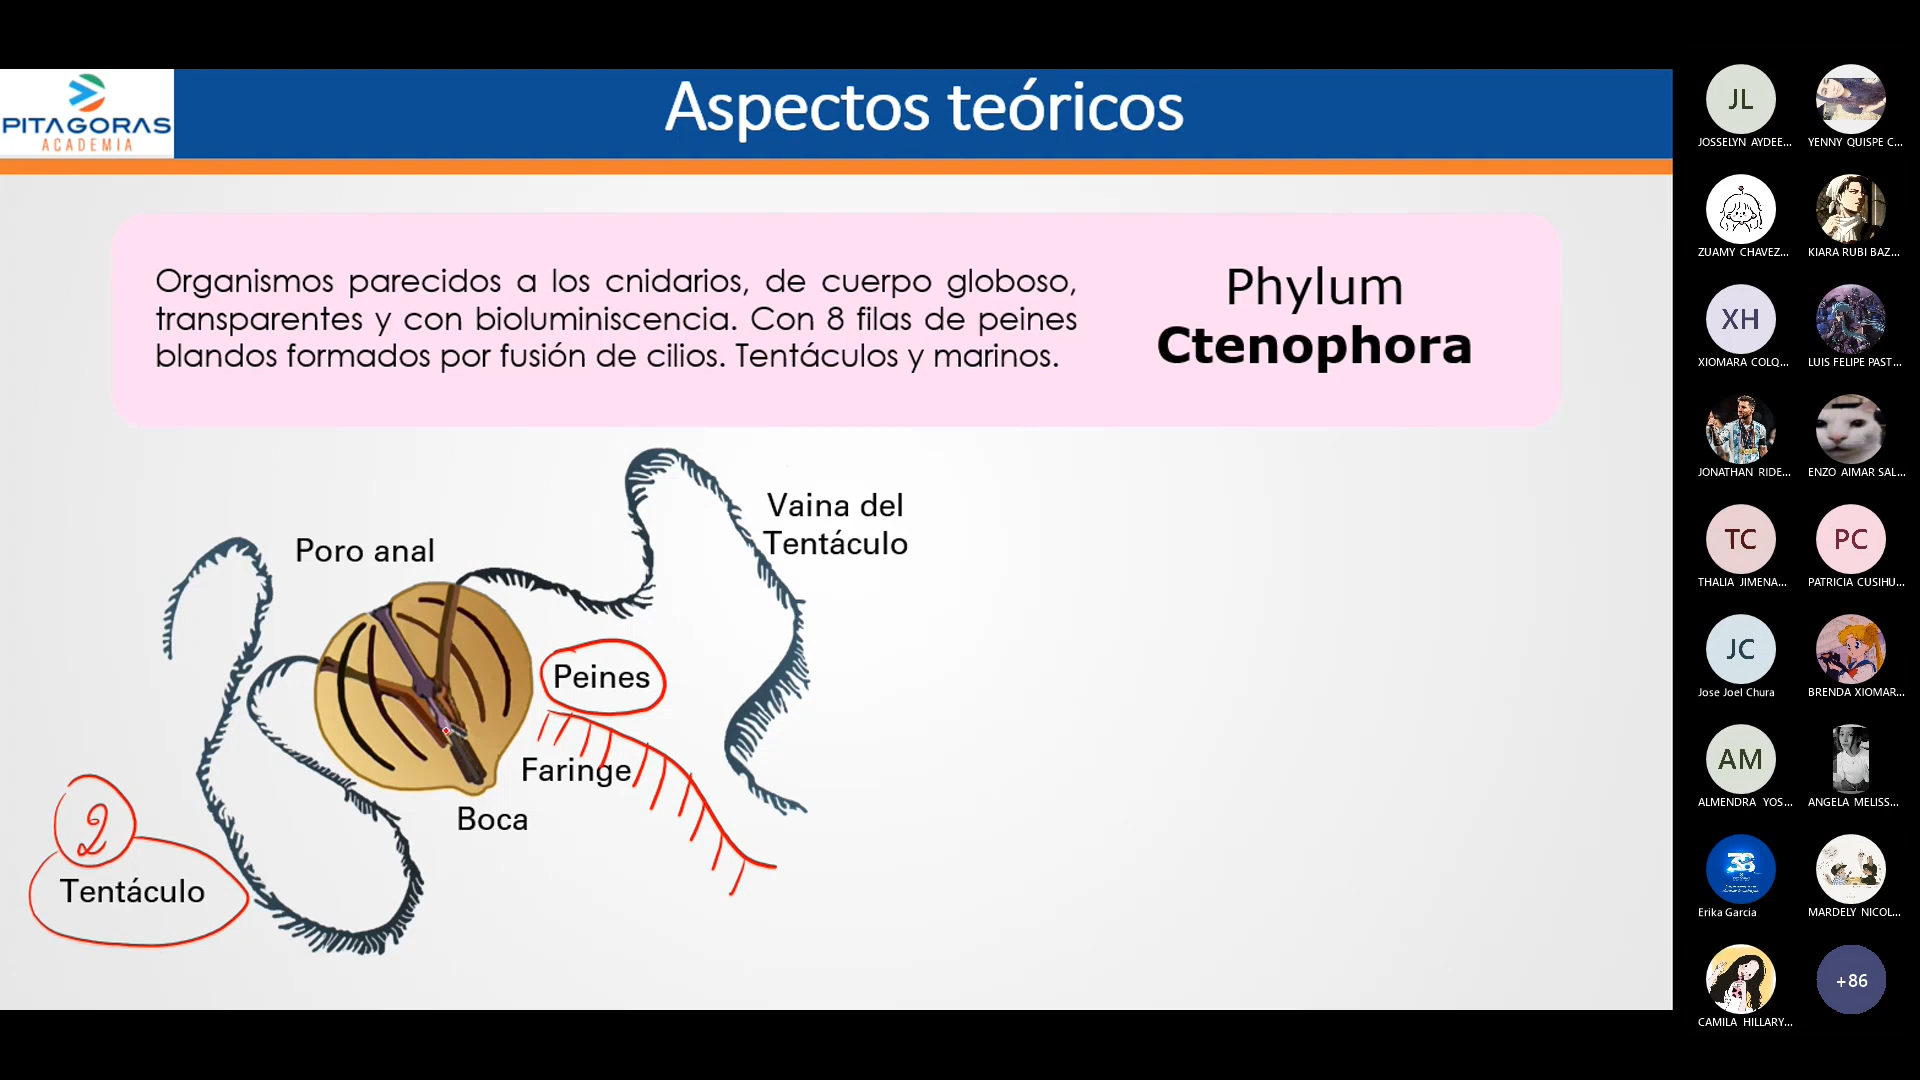 PITAGORAS
ACADEMIA
Aspectos teóricos
Organismos parecidos a los cnidarios, de cuerpo globoso,
transparentes y con bioluminiscencia. Con 8 filas de peines
blandos formados por fusión de cilios. Tentáculos y marinos.
Phylum
Ctenophora
Vaina del
Tentáculo
Poro anal
Peines
Faringe
Boca
2
Tentáculo
JL
JOSSELYN AYDEE...
YENNY QUISPE C...
ZUAMY CHAVEZ...
KIARA RUBI BAZ...
XH
XIOMARA COLQ...
LUIS FELIPE PAST...
JONATHAN RIDE...
ENZO AIMAR SAL...
TC
THALIA JIMENA...
PC
PATRICIA CUSIHU...
JC
Jose Joel Chura
BRENDA XIOMAR...
AM
ALMENDRA YOS...
ANGELA MELISS...
Erika García
MARDELY NICOL...
CAMILA HILLARY...
+86